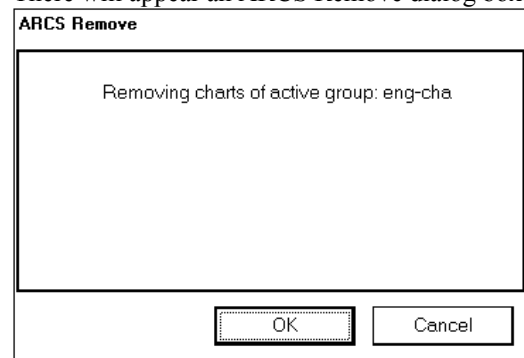 There will appear an ARCS Remove dialog box
ARCS Remove
Removing charts of active group: eng-cha
OK
Cancel